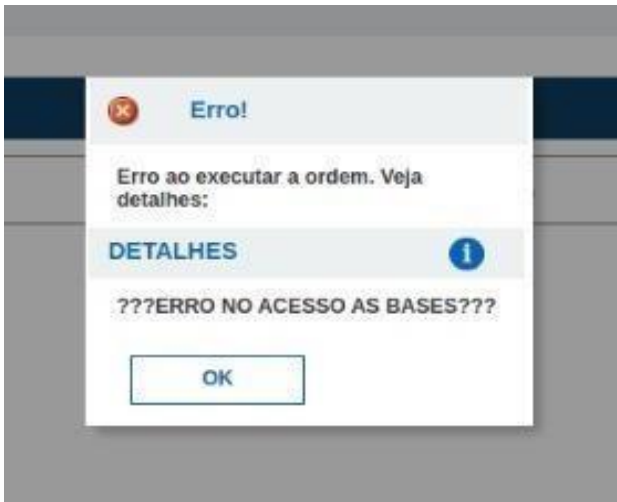 Erro!
Erro ao executar a ordem. Veja
detalhes:
DETALHES
???ERRO NO ACESSO AS BASES???
OK